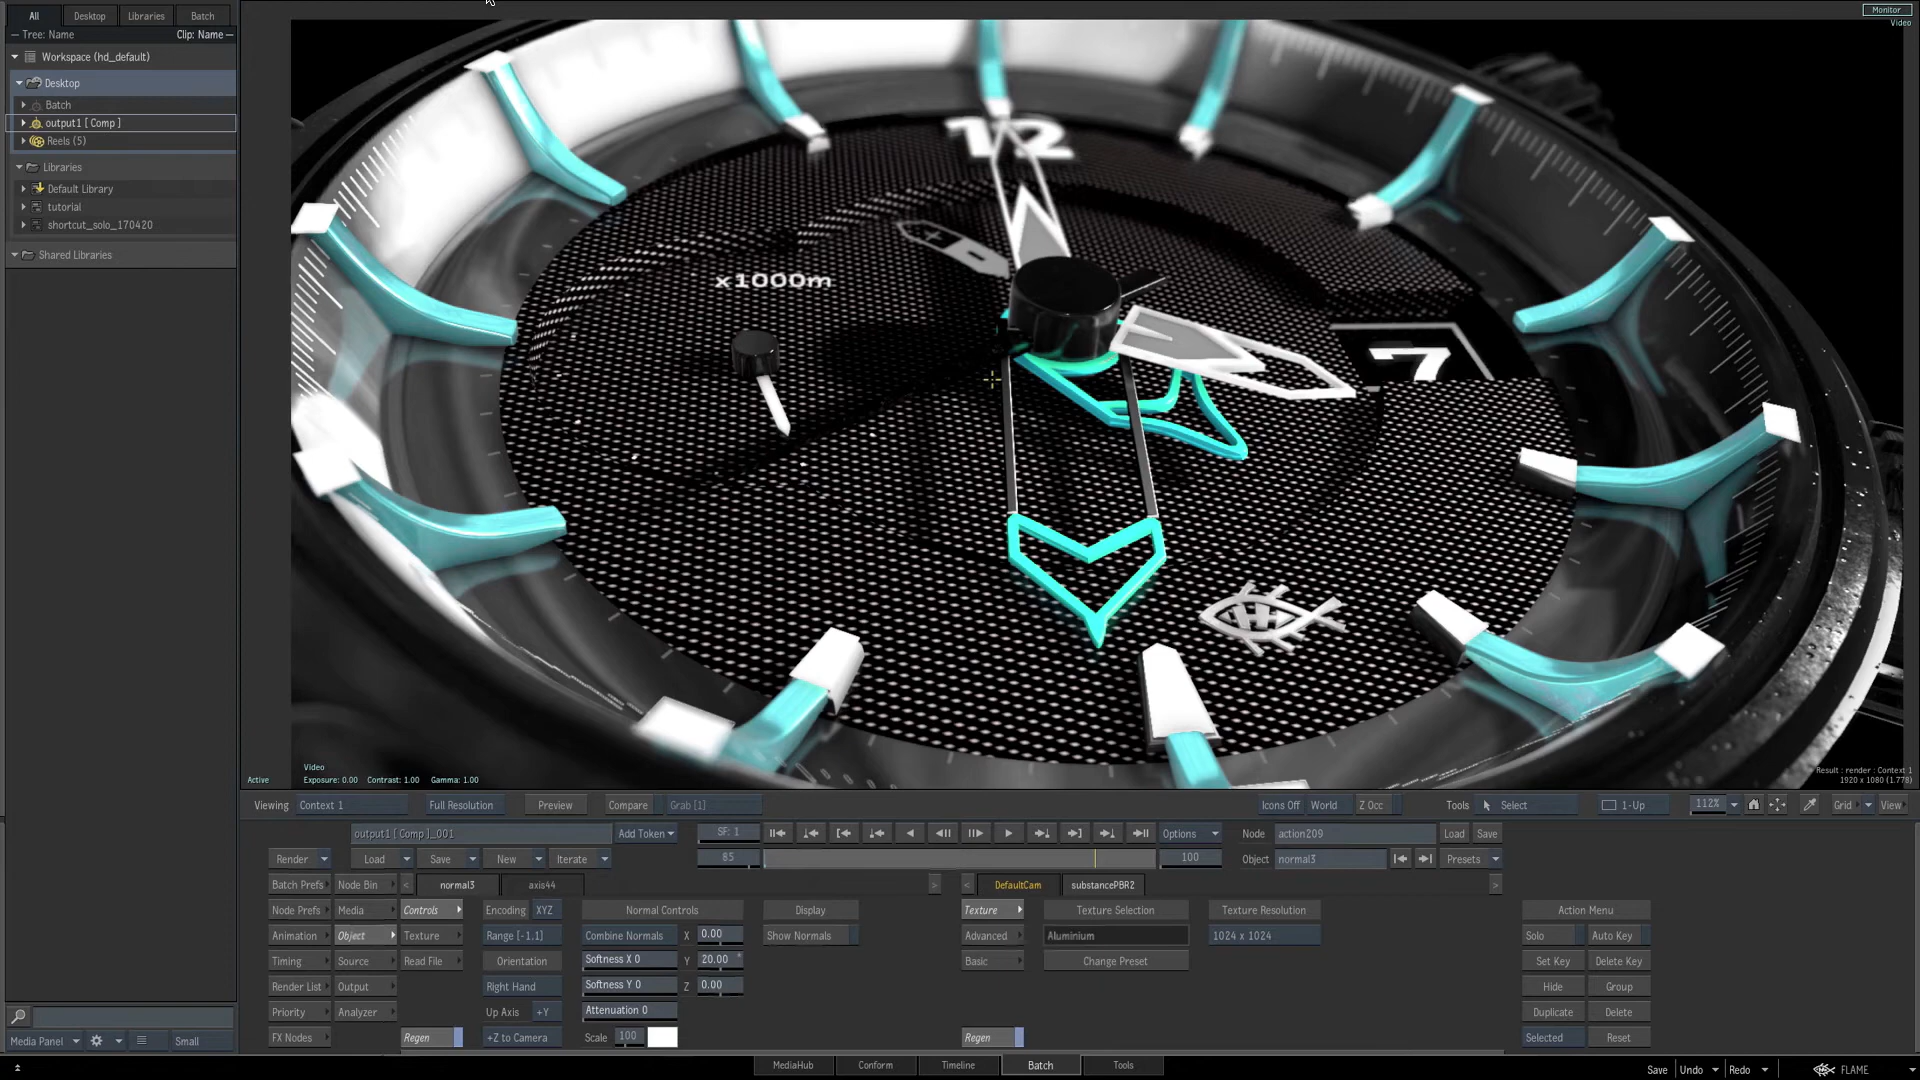 All Desktop Libraries Batch
Tree: Name Clip: Name
Workspace (hd_default)
Desktop
Batch
output1 [ Comp ]
Reels (5)
Libraries
Default Library
tutorial
shortcut_solo_170420
Shared Libraries
Monitor
Video
12
x1000m
7
Video
Active Exposure: 0.00 Contrast: 1.00 Gamma: 1.00
Result : render : Context 1
1920 x 1080 (1.778)
Viewing Context 1 Full Resolution Preview Compare Grab [1] Icons Off World Z Occ Tools Select 1-Up 112% Grid View
output1 [ Comp ]_001 Add Token SF: 1 Options Node action209 Load Save
Render Load Save New Iterate 85 100 Object normal3 Presets
Batch Prefs Node Bin < normal3 axis44 > < DefaultCam substancePBR2 >
Node Prefs Media Controls Encoding XYZ Normal Controls Display Texture Texture Selection Texture Resolution Action Menu
Animation Object Texture Range [-1,1] Combine Normals X 0.00 Show Normals Advanced Aluminium 1024 x 1024 Solo Auto Key
Timing Source Read File Orientation Softness X 0 Y 20.00 ° Basic Change Preset Set Key Delete Key
Render List Output Right Hand Softness Y 0 Z 0.00 Hide Group
Priority Analyzer Up Axis +Y Attenuation 0 Duplicate Delete
FX Nodes Regen +Z to Camera Scale 100 Regen Selected Reset
Media Panel Small
MediaHub Conform Timeline Batch Tools
Save Undo Redo FLAME